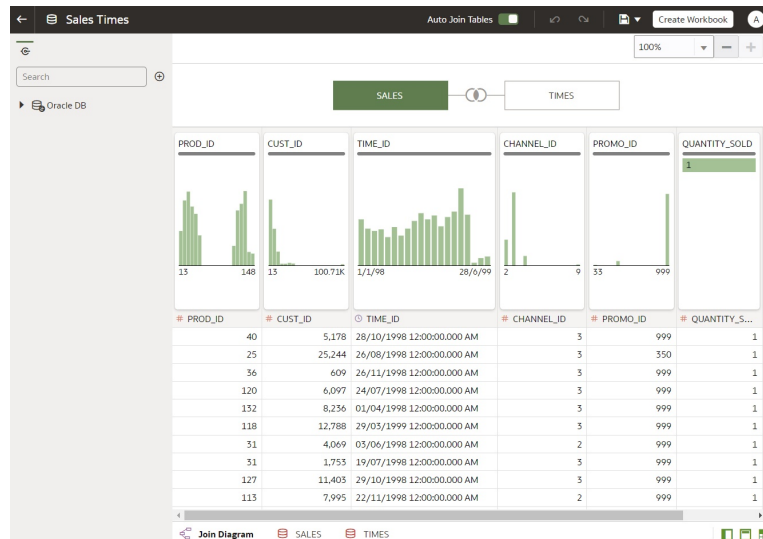 Sales Times Auto Join Tables Create Workbook A
100%
Search
Oracle DB
SALES TIMES
PROD_ID CUST_ID TIME_ID CHANNEL_ID PROMO_ID QUANTITY_SOLD
1
13 148 13 100.71K 1/1/98 28/6/99 2 9 33 999
# PROD_ID # CUST_ID TIME_ID # CHANNEL_ID # PROMO_ID # QUANTITY_S...
40 5,178 28/10/1998 12:00:00.000 AM 3 999 1
25 25,244 26/08/1998 12:00:00.000 AM 3 350 1
36 609 26/11/1998 12:00:00.000 AM 3 999 1
120 6,097 24/07/1998 12:00:00.000 AM 3 999 1
132 8,236 01/04/1998 12:00:00.000 AM 3 999 1
118 12,788 29/03/1999 12:00:00.000 AM 3 999 1
31 4,069 03/06/1998 12:00:00.000 AM 2 999 1
31 1,753 19/07/1998 12:00:00.000 AM 3 999 1
127 11,403 29/10/1998 12:00:00.000 AM 3 999 1
113 7,995 22/11/1998 12:00:00.000 AM 2 999 1
Join Diagram SALES TIMES